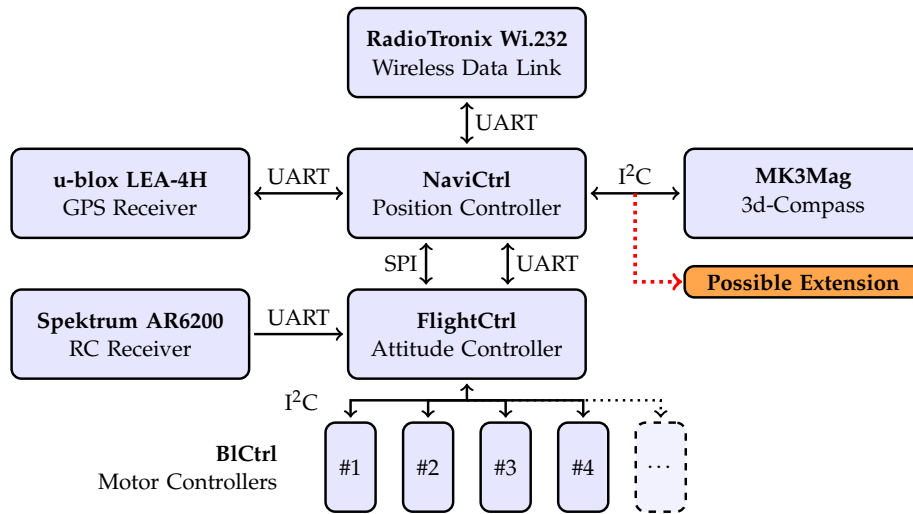 RadioTronix Wi.232
Wireless Data Link
UART
u-blox LEA-4H
GPS Receiver
UART
NaviCtrl
Position Controller
I²C
MK3Mag
3d-Compass
SPI
UART
Possible Extension
Spektrum AR6200
RC Receiver
UART
FlightCtrl
Attitude Controller
I²C
BlCtrl
Motor Controllers
#1
#2
#3
#4
...